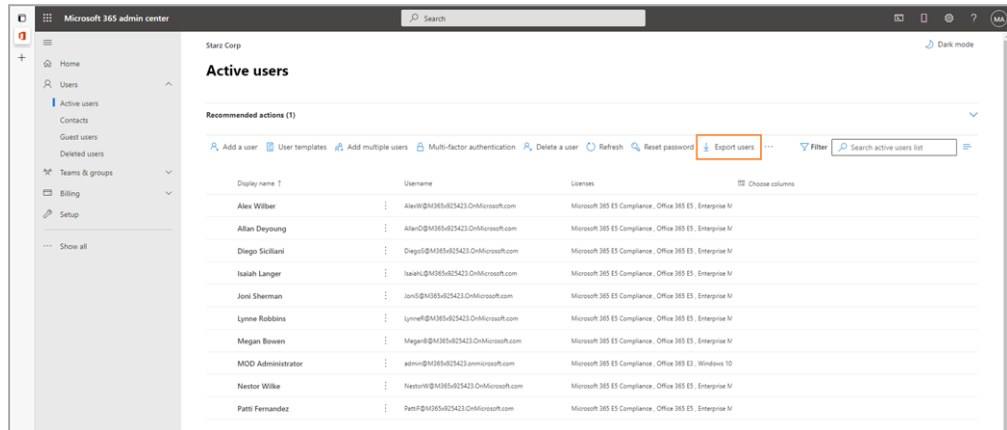 Microsoft 365 admin center
Search
MA
Starz Corp
Dark mode
Home
Users
Active users
Contacts
Guest users
Deleted users
Teams & groups
Billing
Setup
Show all
Active users
Recommended actions (1)
Add a user User templates Add multiple users Multi-factor authentication Delete a user Refresh Reset password Export users Filter Search active users list
Display name ↑ Username Licenses Choose columns
Alex Wilber AlexW@M365x925423.OnMicrosoft.com Microsoft 365 E5 Compliance , Office 365 E5 , Enterprise M
Allan Deyoung AllanD@M365x925423.OnMicrosoft.com Microsoft 365 E5 Compliance , Office 365 E5 , Enterprise M
Diego Siciliani DiegoS@M365x925423.OnMicrosoft.com Microsoft 365 E5 Compliance , Office 365 E5 , Enterprise M
Isaiah Langer IsaiahL@M365x925423.OnMicrosoft.com Microsoft 365 E5 Compliance , Office 365 E5 , Enterprise M
Joni Sherman JoniS@M365x925423.OnMicrosoft.com Microsoft 365 E5 Compliance , Office 365 E5 , Enterprise M
Lynne Robbins LynneR@M365x925423.OnMicrosoft.com Microsoft 365 E5 Compliance , Office 365 E5 , Enterprise M
Megan Bowen MeganB@M365x925423.OnMicrosoft.com Microsoft 365 E5 Compliance , Office 365 E5 , Enterprise M
MOD Administrator admin@M365x925423.onmicrosoft.com Microsoft 365 E5 Compliance , Office 365 E3 , Windows 10
Nestor Wilke NestorW@M365x925423.OnMicrosoft.com Microsoft 365 E5 Compliance , Office 365 E5 , Enterprise M
Patti Fernandez PattiF@M365x925423.OnMicrosoft.com Microsoft 365 E5 Compliance , Office 365 E5 , Enterprise M